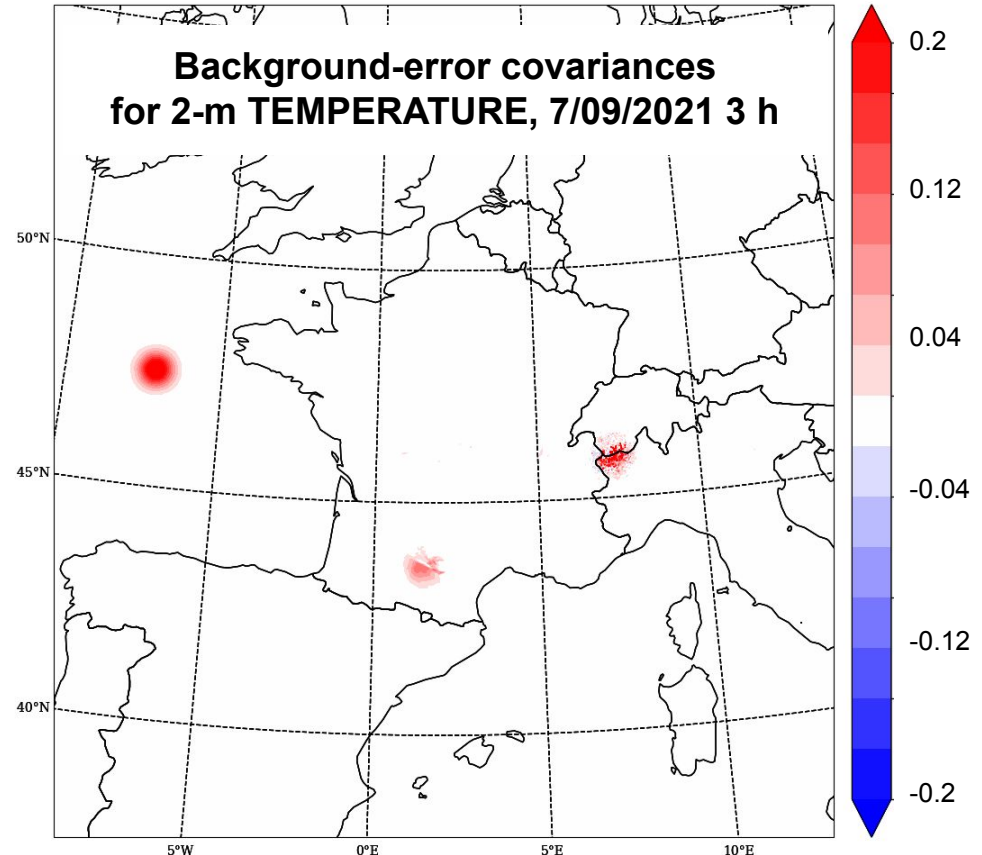 Background-error covariances
for 2-m TEMPERATURE, 7/09/2021 3 h
0.2
0.12
0.04
-0.04
-0.12
-0.2
50°N
45°N
40°N
5°W
0°E
5°E
10°E